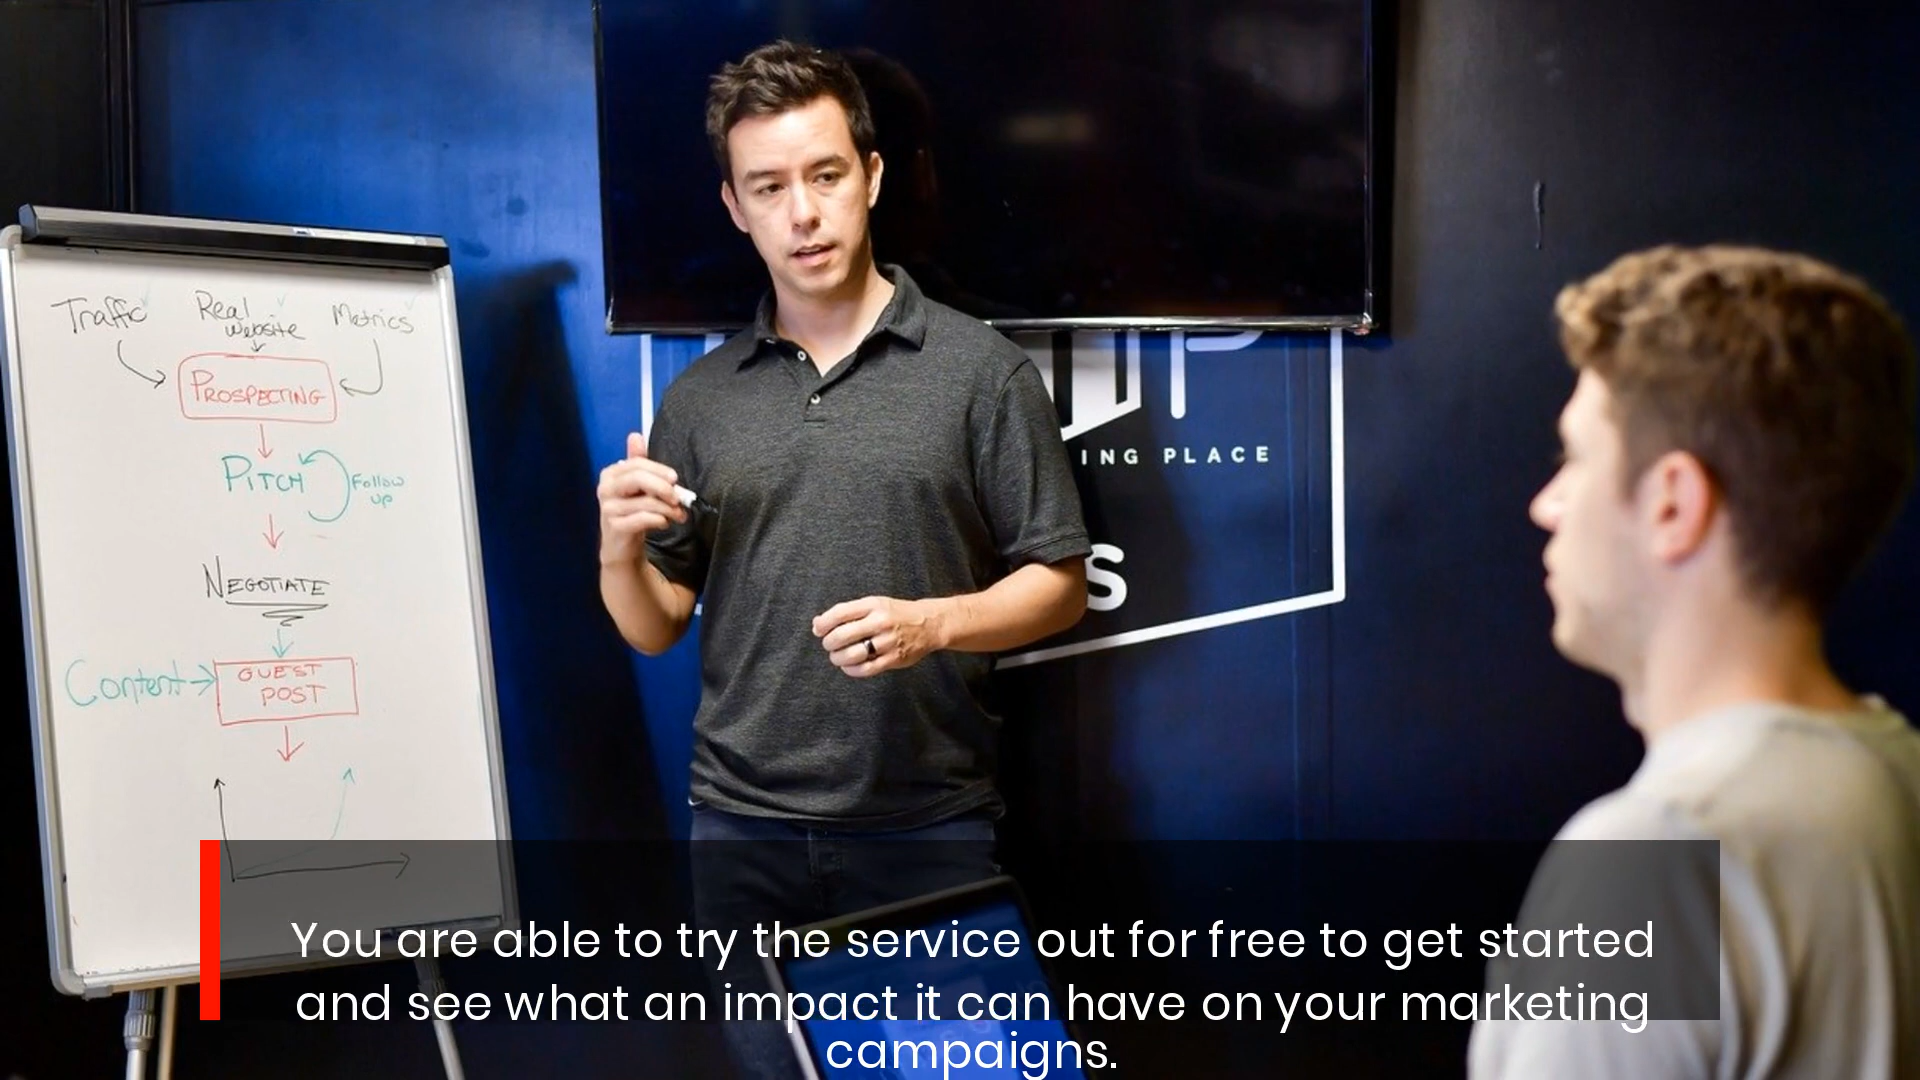 Traffic
Real
website
Metrics
PROSPECTING
PITCH
Follow
up
NEGOTIATE
Content
GUEST
POST
ING PLACE
S
You are able to try the service out for free to get started
and see what an impact it can have on your marketing
campaigns.